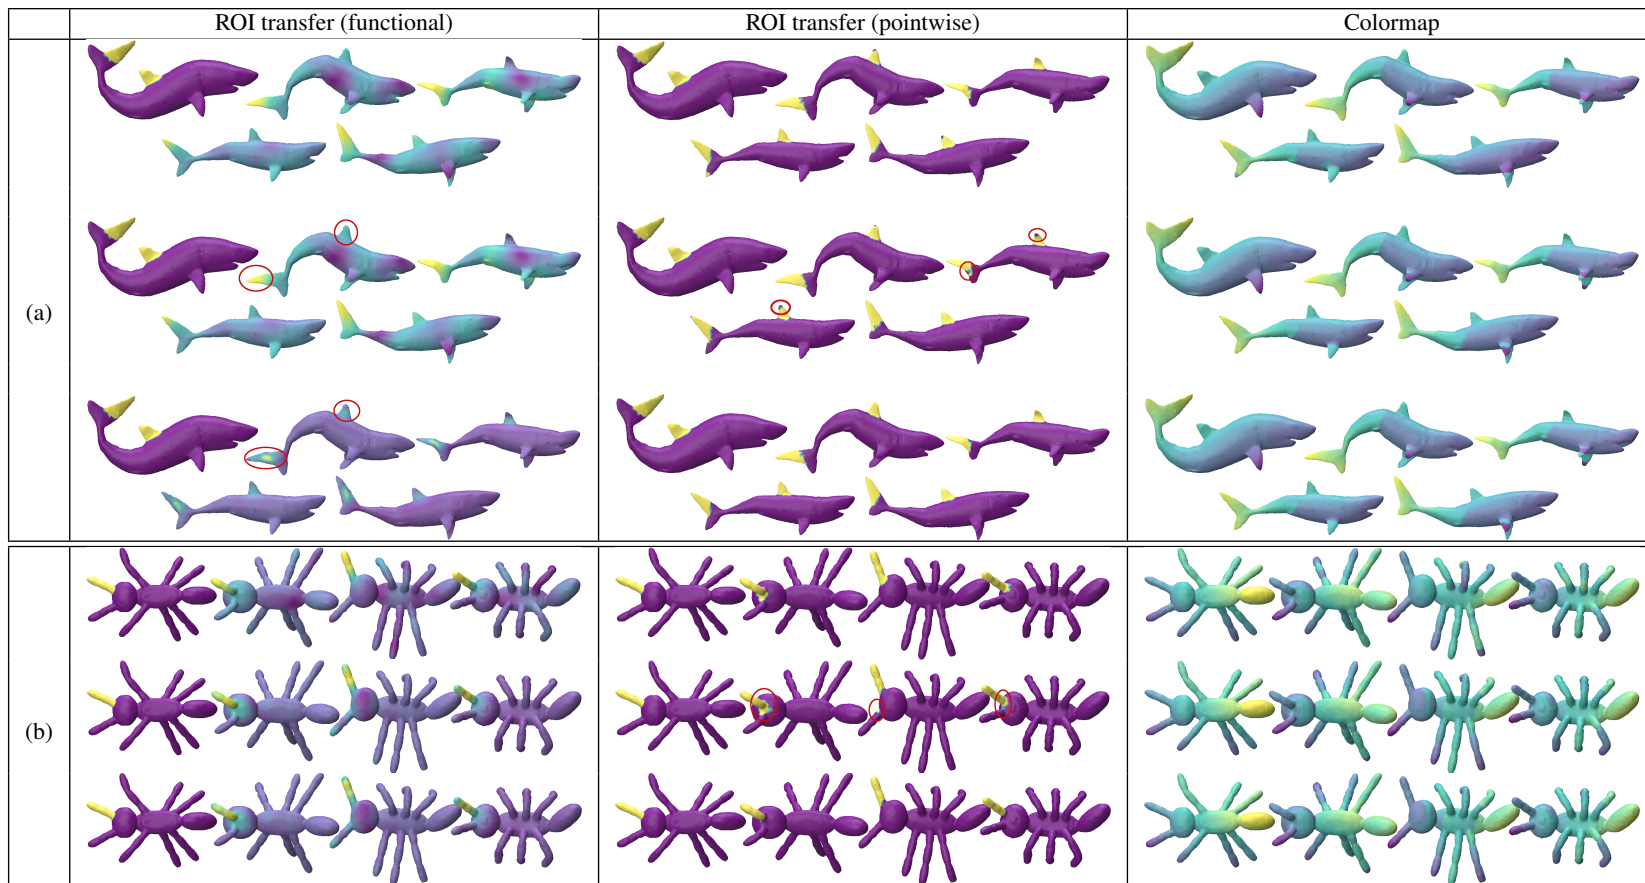 ROI transfer (functional)
ROI transfer (pointwise)
Colormap
(a)
(b)